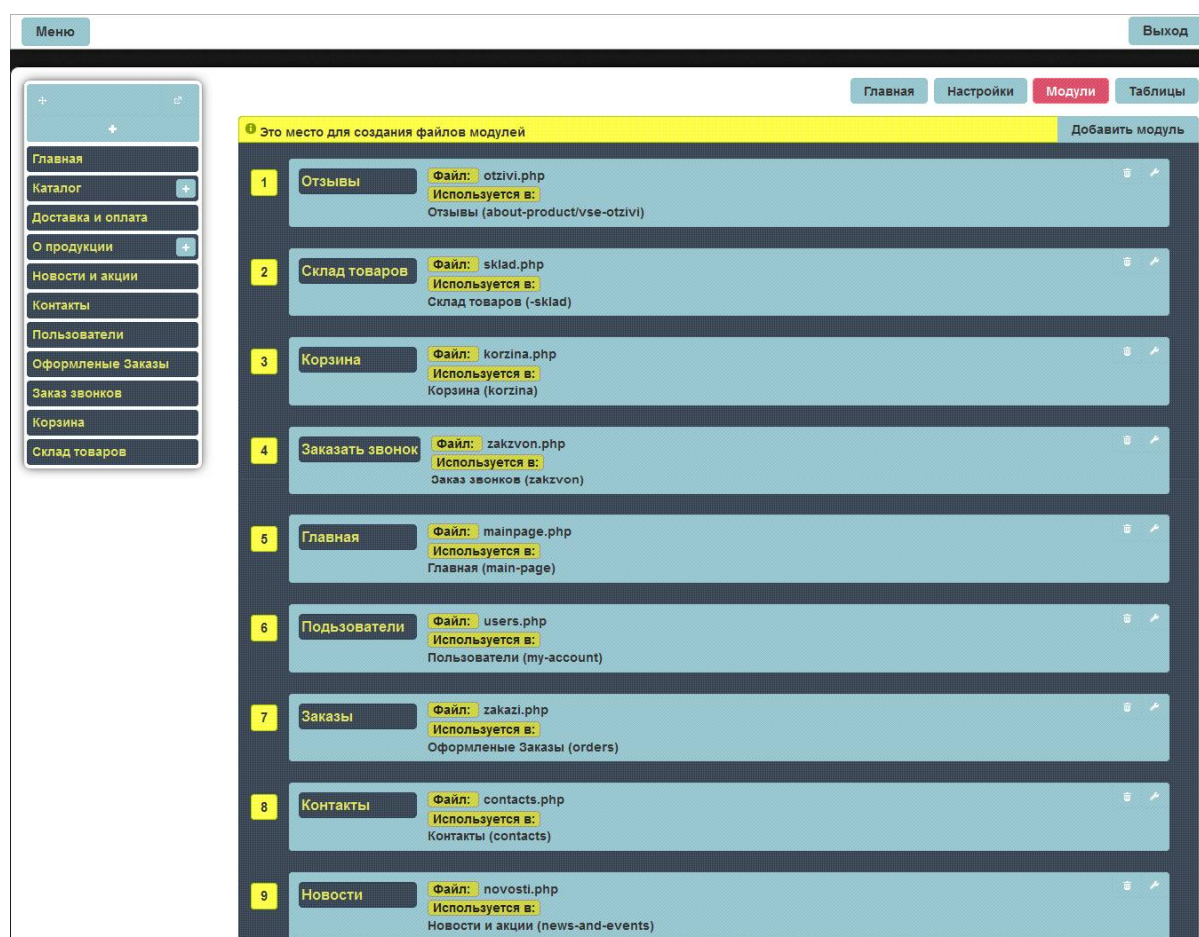 Меню
Выход
Главная
Настройки
Модули
Таблицы
Это место для создания файлов модулей
Добавить модуль
Главная
Каталог
Доставка и оплата
О продукции
Новости и акции
Контакты
Пользователи
Оформленые Заказы
Заказ звонков
Корзина
Склад товаров
1
Отзывы
Файл: otzivi.php
Используется в:
Отзывы (about-product/vse-otzivi)
2
Склад товаров
Файл: sklad.php
Используется в:
Склад товаров (-sklad)
3
Корзина
Файл: korzina.php
Используется в:
Корзина (korzina)
4
Заказать звонок
Файл: zakzvon.php
Используется в:
Заказ звонков (zakzvon)
5
Главная
Файл: mainpage.php
Используется в:
Главная (main-page)
6
Подьзователи
Файл: users.php
Используется в:
Пользователи (my-account)
7
Заказы
Файл: zakazi.php
Используется в:
Оформленые Заказы (orders)
8
Контакты
Файл: contacts.php
Используется в:
Контакты (contacts)
9
Новости
Файл: novosti.php
Используется в:
Новости и акции (news-and-events)